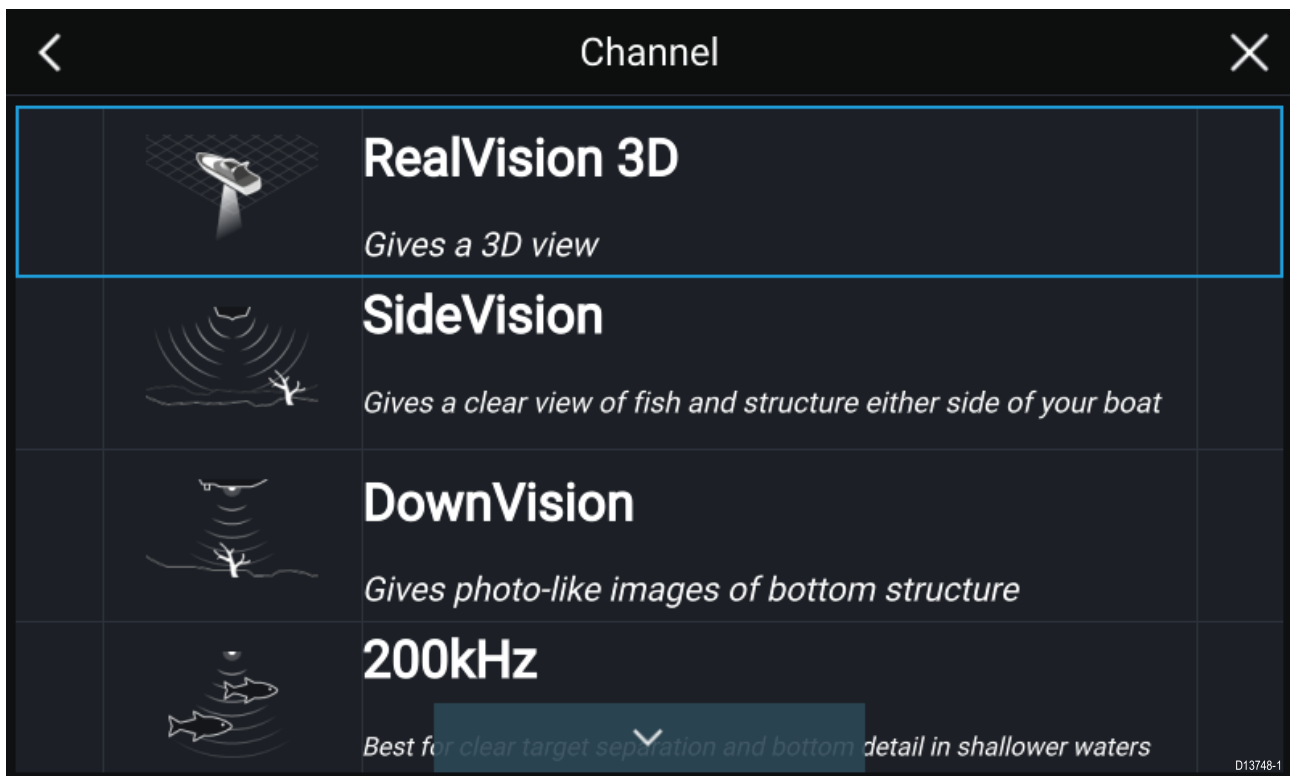 Channel
RealVision 3D
Gives a 3D view
SideVision
Gives a clear view of fish and structure either side of your boat
DownVision
Gives photo-like images of bottom structure
200kHz
Best for clear target separation and bottom detail in shallower waters
D13748-1